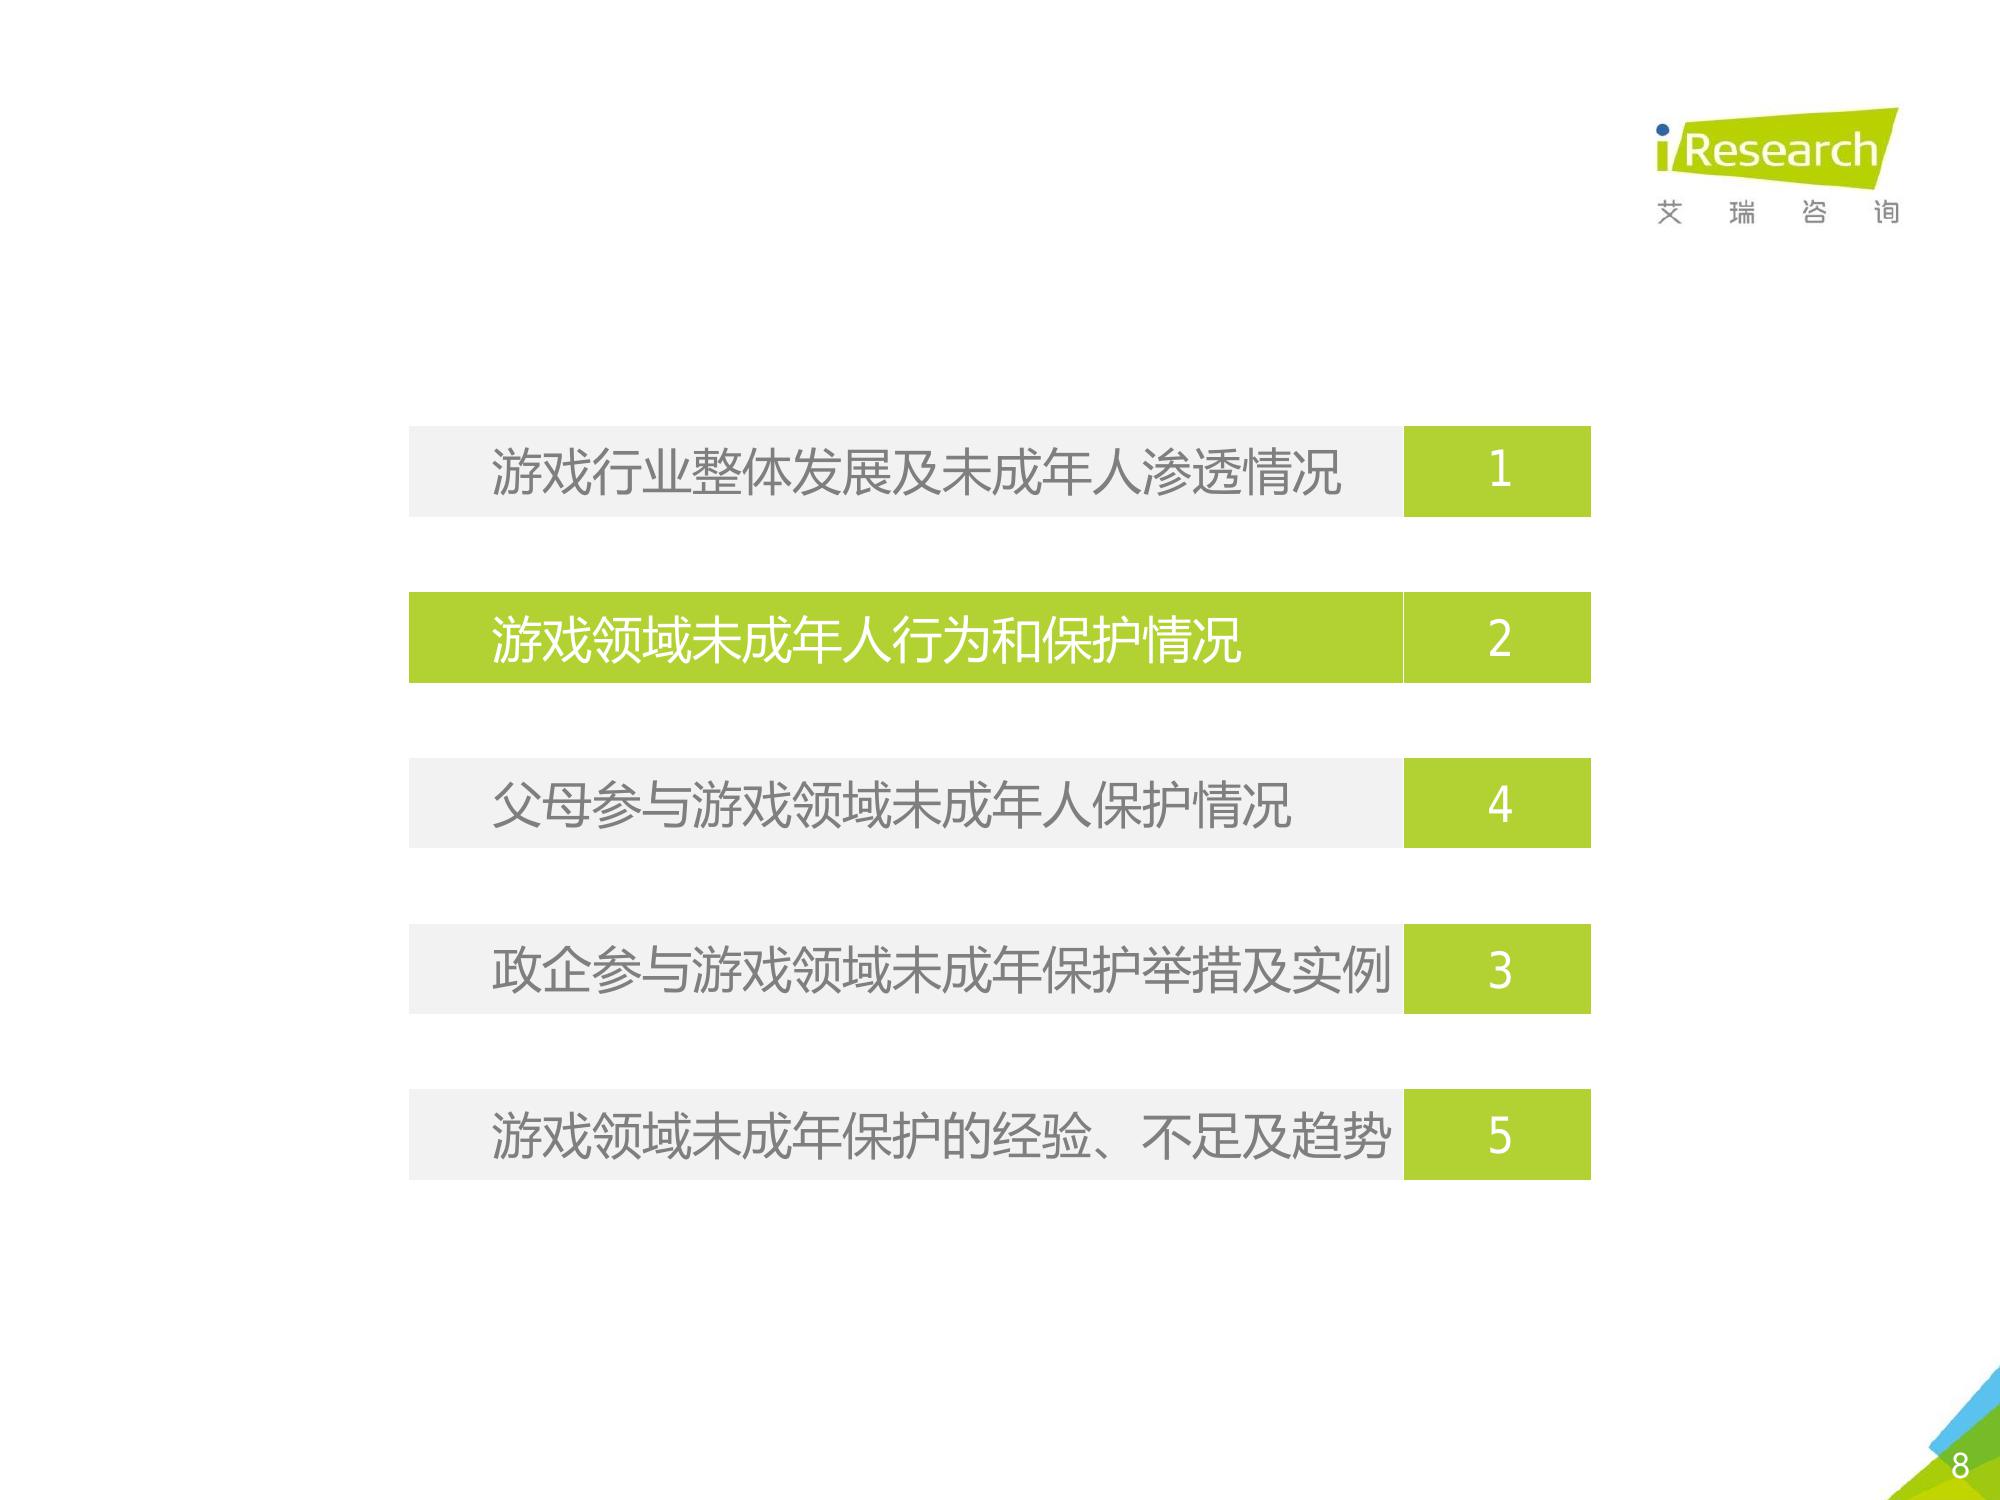 iResearch
艾瑞咨询
游戏行业整体发展及未成年人渗透情况 1
游戏领域未成年人行为和保护情况 2
父母参与游戏领域未成年人保护情况 4
政企参与游戏领域未成年保护举措及实例 3
游戏领域未成年保护的经验、不足及趋势 5
8